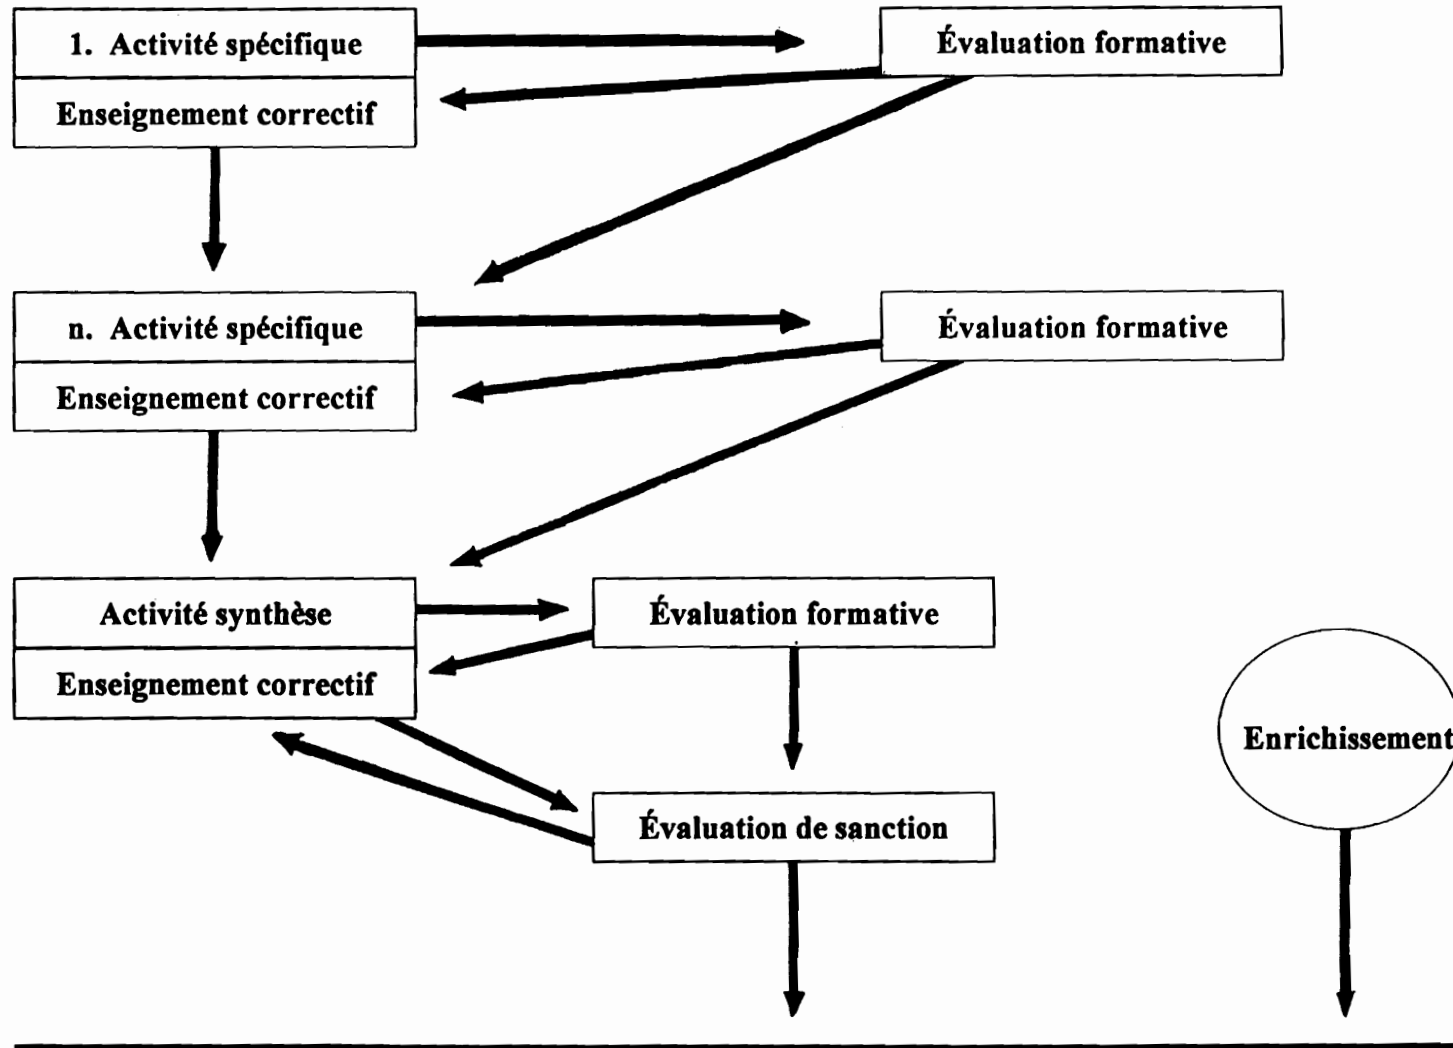 1. Activité spécifique
Évaluation formative
Enseignement correctif
n. Activité spécifique
Évaluation formative
Enseignement correctif
Activité synthèse
Évaluation formative
Enseignement correctif
Enrichissement
Évaluation de sanction